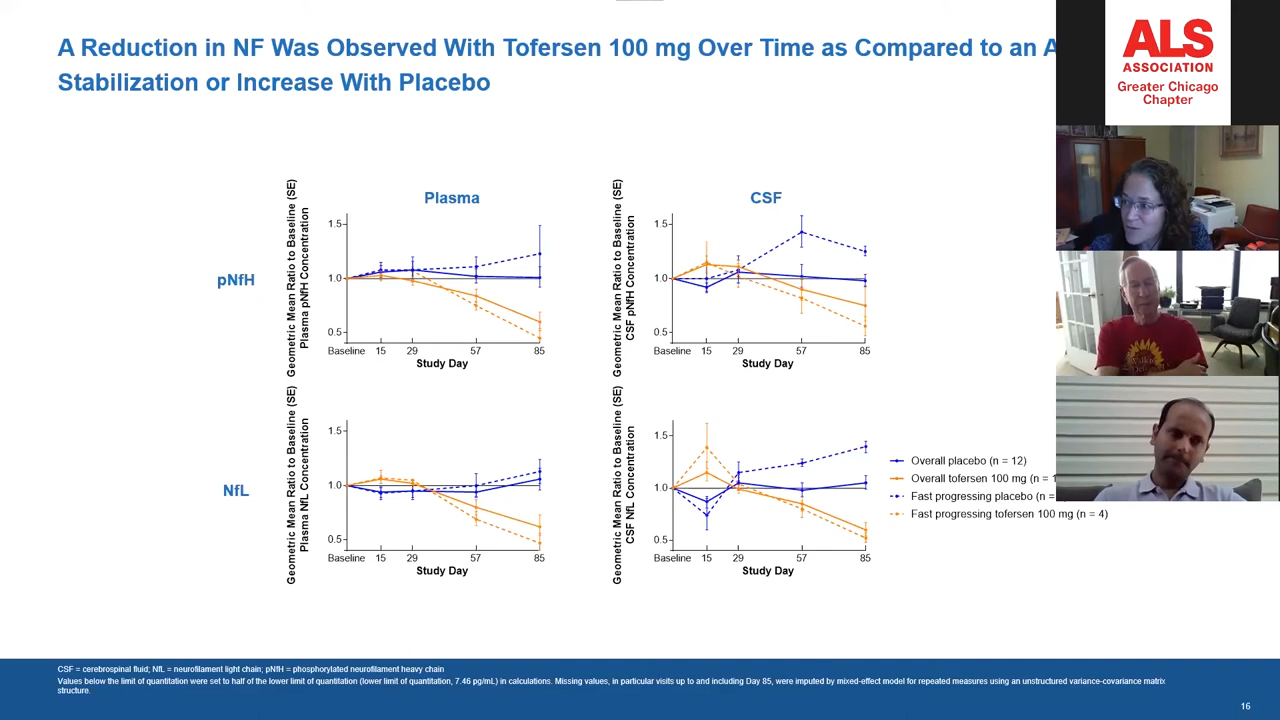 A Reduction in NF Was Observed With Tofersen 100 mg Over Time as Compared to an A
Stabilization or Increase With Placebo
ALS
ASSOCIATION
Greater Chicago
Chapter
Plasma
CSF
pNfH
Geometric Mean Ratio to Baseline (SE)
Plasma pNfH Concentration
1.5
1.0
0.5
Baseline 15 29 57 85
Study Day
Geometric Mean Ratio to Baseline (SE)
CSF pNfH Concentration
1.5
1.0
0.5
Baseline 15 29 57 85
Study Day
NfL
Geometric Mean Ratio to Baseline (SE)
Plasma NfL Concentration
1.5
1.0
0.5
Baseline 15 29 57 85
Study Day
Geometric Mean Ratio to Baseline (SE)
CSF NfL Concentration
1.5
1.0
0.5
Baseline 15 29 57 85
Study Day
Overall placebo (n = 12)
Overall tofersen 100 mg (n = 1
Fast progressing placebo (n =
Fast progressing tofersen 100 mg (n = 4)
CSF = cerebrospinal fluid; NfL = neurofilament light chain; pNfH = phosphorylated neurofilament heavy chain
Values below the limit of quantitation were set to half of the lower limit of quantitation (lower limit of quantitation, 7.46 pg/mL) in calculations. Missing values, in particular visits up to and including Day 85, were imputed by mixed-effect model for repeated measures using an unstructured variance-covariance matrix
structure.
16